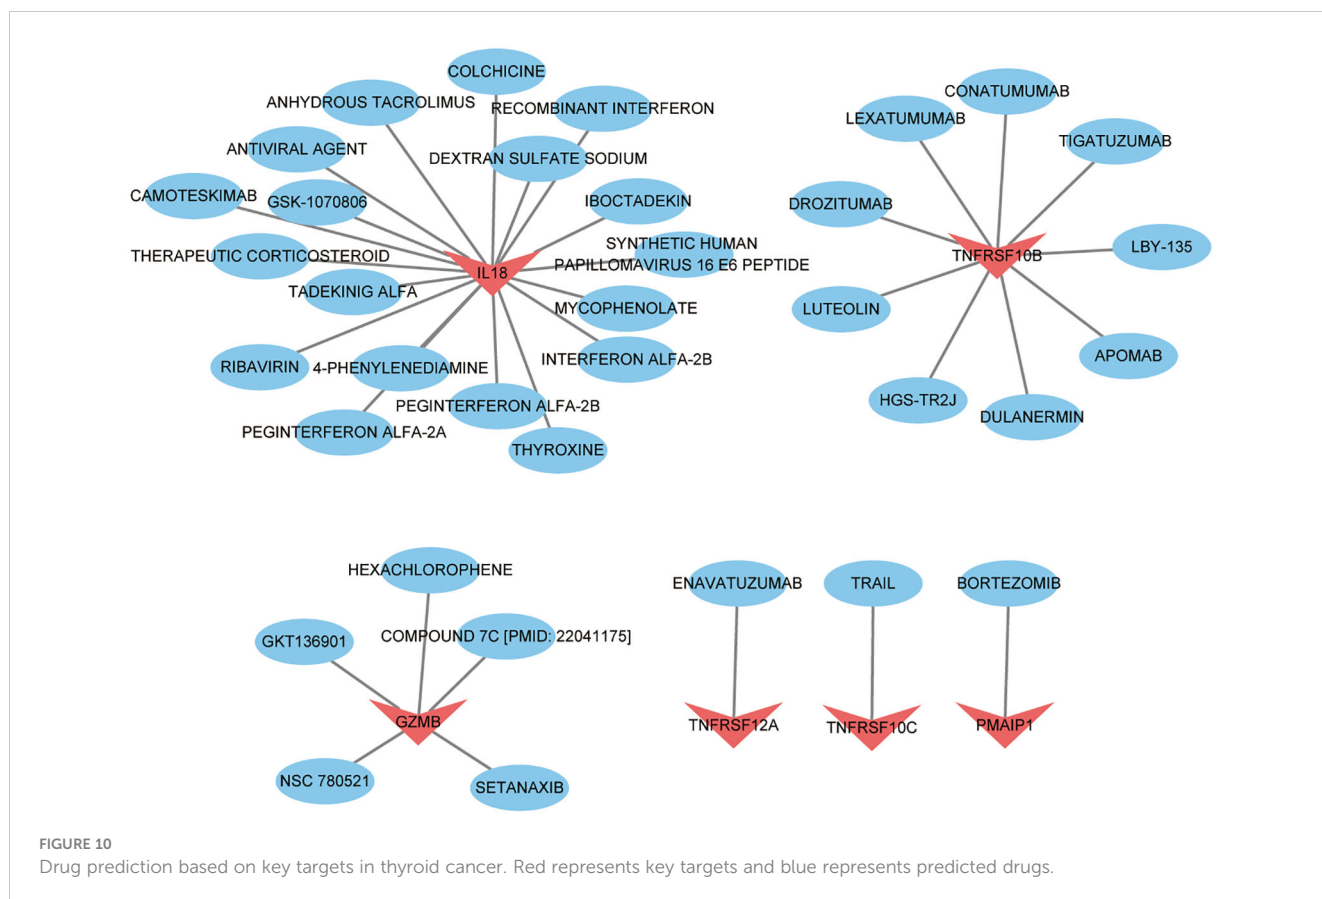 COLCHICINE
ANHYDROUS TACROLIMUS
RECOMBINANT INTERFERON
ANTIVIRAL AGENT
DEXTRAN SULFATE SODIUM
CAMOTESKIMAB
GSK-1070806
IBOCTADEKIN
THERAPEUTIC CORTICOSTEROID
SYNTHETIC HUMAN
PAPILLOMAVIRUS 16 E6 PEPTIDE
IL18
TADEKINIG ALFA
MYCOPHENOLATE
RIBAVIRIN
4-PHENYLENEDIAMINE
INTERFERON ALFA-2B
PEGINTERFERON ALFA-2B
PEGINTERFERON ALFA-2A
THYROXINE
CONATUMUMAB
LEXATUMUMAB
TIGATUZUMAB
DROZITUMAB
LBY-135
TNFRSF10B
LUTEOLIN
APOMAB
HGS-TR2J
DULANERMIN
HEXACHLOROPHENE
GKT136901
COMPOUND 7C [PMID: 22041175]
GZMB
NSC 780521
SETANAXIB
ENAVATUZUMAB
TRAIL
BORTEZOMIB
TNFRSF12A
TNFRSF10C
PMAIP1
FIGURE 10
Drug prediction based on key targets in thyroid cancer. Red represents key targets and blue represents predicted drugs.